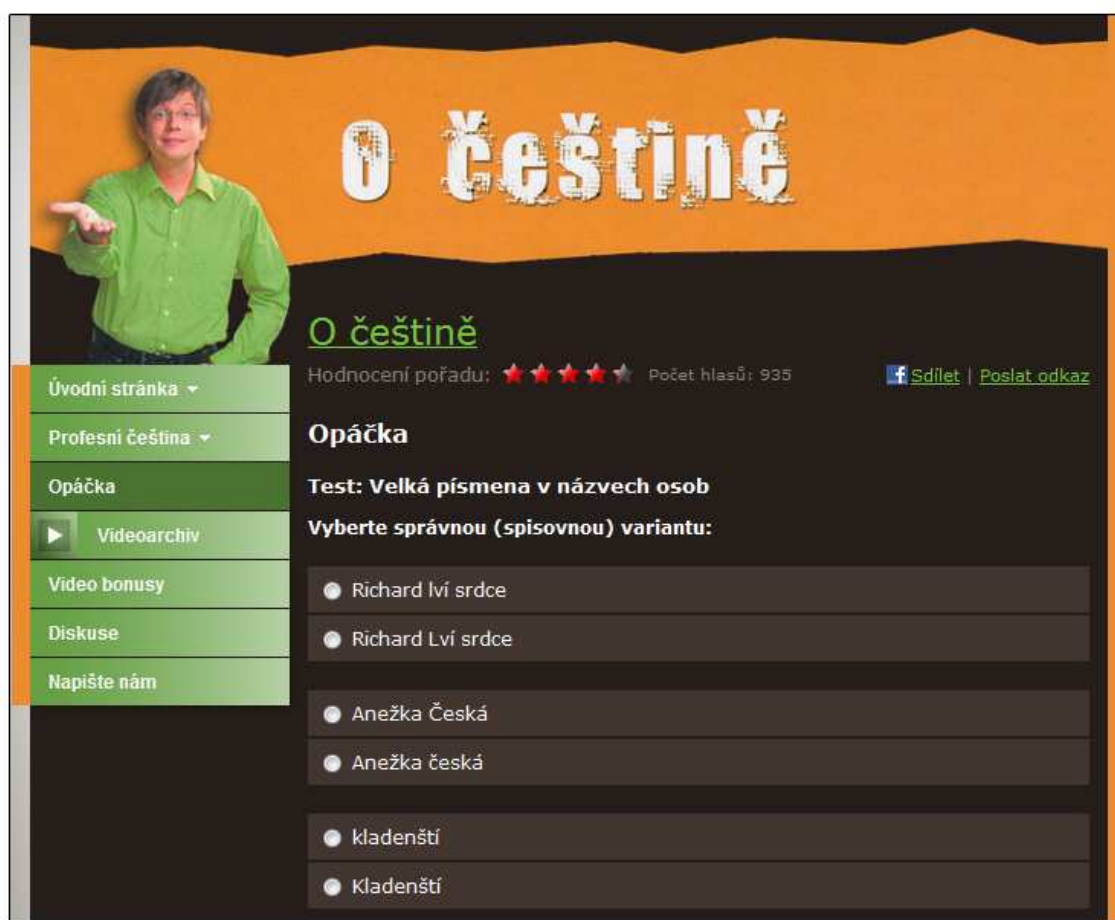 O češtině
O češtině
Hodnocení pořadu: Počet hlasů: 935 Sdílet | Poslat odkaz
Úvodní stránka
Profesní čeština
Opáčka
Videoarchiv
Video bonusy
Diskuse
Napište nám
Opáčka
Test: Velká písmena v názvech osob
Vyberte správnou (spisovnou) variantu:
Richard lví srdce
Richard Lví srdce
Anežka Česká
Anežka česká
kladenští
Kladenští